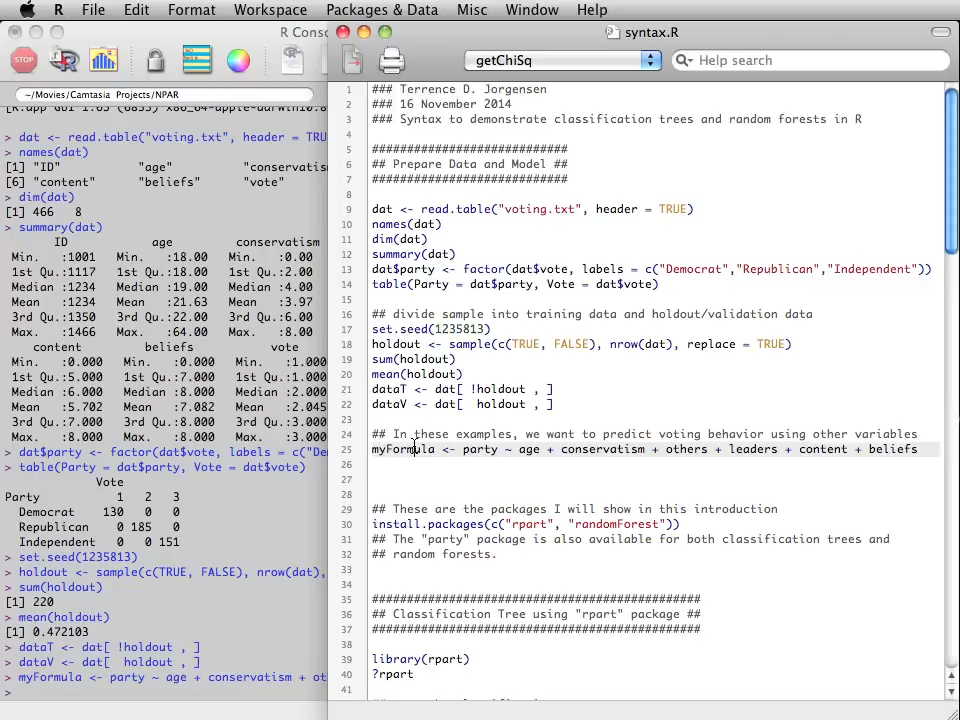 R File Edit Format Workspace Packages & Data Misc Window Help
R Cons
STOP
~/Movies/Camtasia Projects/NPAR
> dat <- read.table("voting.txt", header = TRU
> names(dat)
[1] "ID" "age" "conservatism
[6] "content" "beliefs" "vote"
> dim(dat)
[1] 466 8
> summary(dat)
ID age conservatism
Min. :1001 Min. :18.00 Min. :0.00
1st Qu.:1117 1st Qu.:18.00 1st Qu.:2.00
Median :1234 Median :19.00 Median :4.00
Mean :1234 Mean :21.63 Mean :3.97
3rd Qu.:1350 3rd Qu.:22.00 3rd Qu.:6.00
Max. :1466 Max. :64.00 Max. :8.00
content beliefs vote
Min. :0.000 Min. :0.000 Min. :1.000
1st Qu.:5.000 1st Qu.:7.000 1st Qu.:1.000
Median :6.000 Median :8.000 Median :2.000
Mean :5.702 Mean :7.082 Mean :2.045
3rd Qu.:7.000 3rd Qu.:8.000 3rd Qu.:3.000
Max. :8.000 Max. :8.000 Max. :3.000
> dat$party <- factor(dat$vote, labels = c("De
> table(Party = dat$party, Vote = dat$vote)
Vote
Party 1 2 3
Democrat 130 0 0
Republican 0 185 0
Independent 0 0 151
> set.seed(1235813)
> holdout <- sample(c(TRUE, FALSE), nrow(dat),
> sum(holdout)
[1] 220
> mean(holdout)
[1] 0.472103
> dataT <- dat[ !holdout , ]
> dataV <- dat[ holdout , ]
> myFormula <- party ~ age + conservatism + ot
>
syntax.R
getChiSq
Help search
1 ### Terrence D. Jorgensen
2 ### 16 November 2014
3 ### Syntax to demonstrate classification trees and random forests in R
4
5 ##########################
6 ## Prepare Data and Model ##
7 ##########################
8
9 dat <- read.table("voting.txt", header = TRUE)
10 names(dat)
11 dim(dat)
12 summary(dat)
13 dat$party <- factor(dat$vote, labels = c("Democrat","Republican","Independent"))
14 table(Party = dat$party, Vote = dat$vote)
15
16 ## divide sample into training data and holdout/validation data
17 set.seed(1235813)
18 holdout <- sample(c(TRUE, FALSE), nrow(dat), replace = TRUE)
19 sum(holdout)
20 mean(holdout)
21 dataT <- dat[ !holdout , ]
22 dataV <- dat[ holdout , ]
23
24 ## In these examples, we want to predict voting behavior using other variables
25 myFormula <- party ~ age + conservatism + others + leaders + content + beliefs
26
27
28
29 ## These are the packages I will show in this introduction
30 install.packages(c("rpart", "randomForest"))
31 ## The "party" package is also available for both classification trees and
32 ## random forests.
33
34
35 ###########################################
36 ## Classification Tree using "rpart" package ##
37 ###########################################
38
39 library(rpart)
40 ?rpart
41